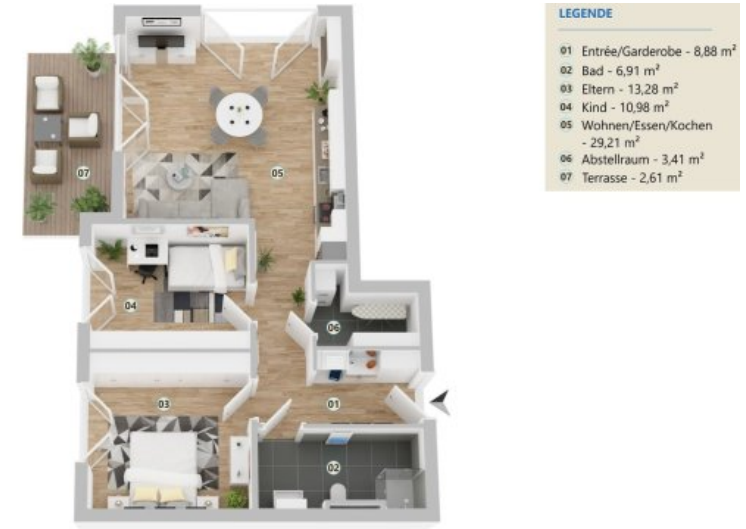 LEGENDE
01 Entrée/Garderobe - 8,88 m²
02 Bad - 6,91 m²
03 Eltern - 13,28 m²
04 Kind - 10,98 m²
05 Wohnen/Essen/Kochen
- 29,21 m²
06 Abstellraum - 3,41 m²
07 Terrasse - 2,61 m²
07
05
04
06
03
01
02